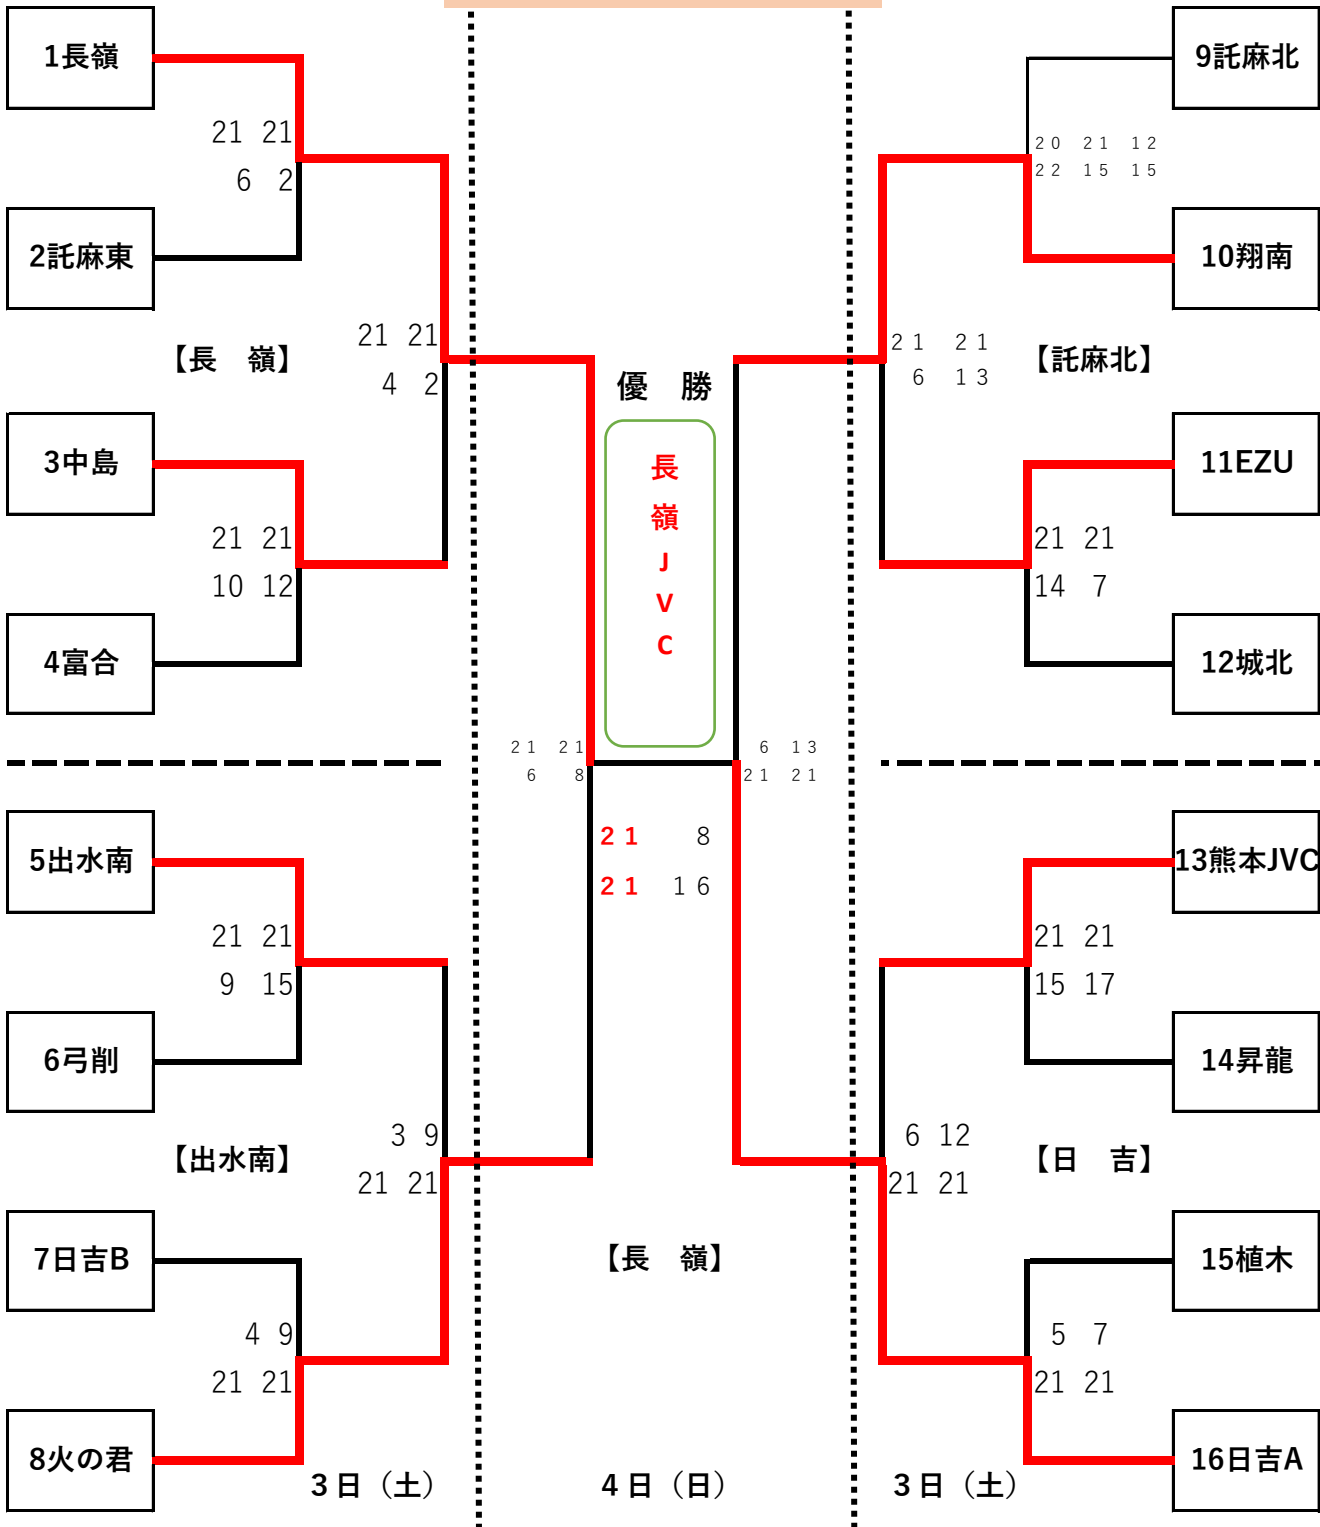 1長嶺
21 21
6 2
2託麻東
【長　嶺】
21 21
4 2
3中島
21 21
10 12
4富合
5出水南
21 21
9 15
6弓削
【出水南】
3 9
21 21
7日吉B
4 9
21 21
8火の君
3日（土）
優　勝
長
嶺
J
V
C
２１　２１
６　８
６　１３
２１　２１
２１　８
２１　１６
【長　嶺】
4日（日）
9託麻北
２０　２１　１２
２２　１５　１５
10翔南
２１　２１
６　１３
【託麻北】
11EZU
21 21
14 7
12城北
13熊本JVC
21 21
15 17
14昇龍
6 12
21 21
【日　吉】
15植木
5 7
21 21
16日吉A
3日（土）